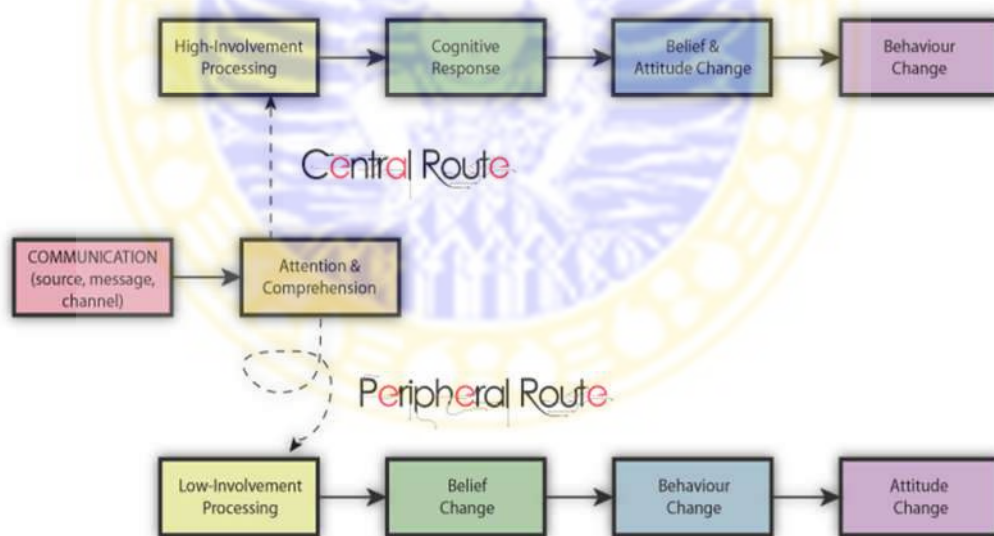 High-Involvement
Processing
Cognitive
Response
Belief &
Attitude Change
Behaviour
Change
Central Route
COMMUNICATION
(source, message,
channel)
Attention &
Comprehension
Peripheral Route
Low-Involvement
Processing
Belief
Change
Behaviour
Change
Attitude
Change